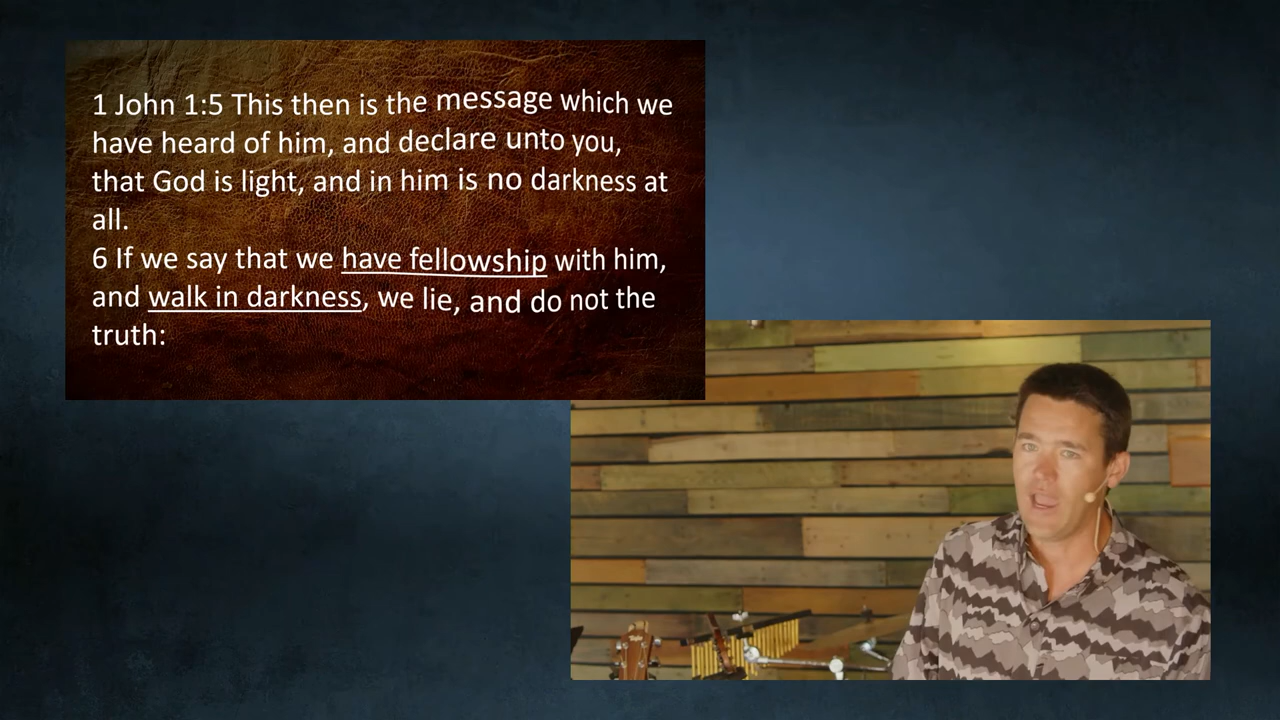 1 John 1:5 This then is the message which we
have heard of him, and declare unto you,
that God is light, and in him is no darkness at
all.
6 If we say that we have fellowship with him,
and walk in darkness, we lie, and do not the
truth: